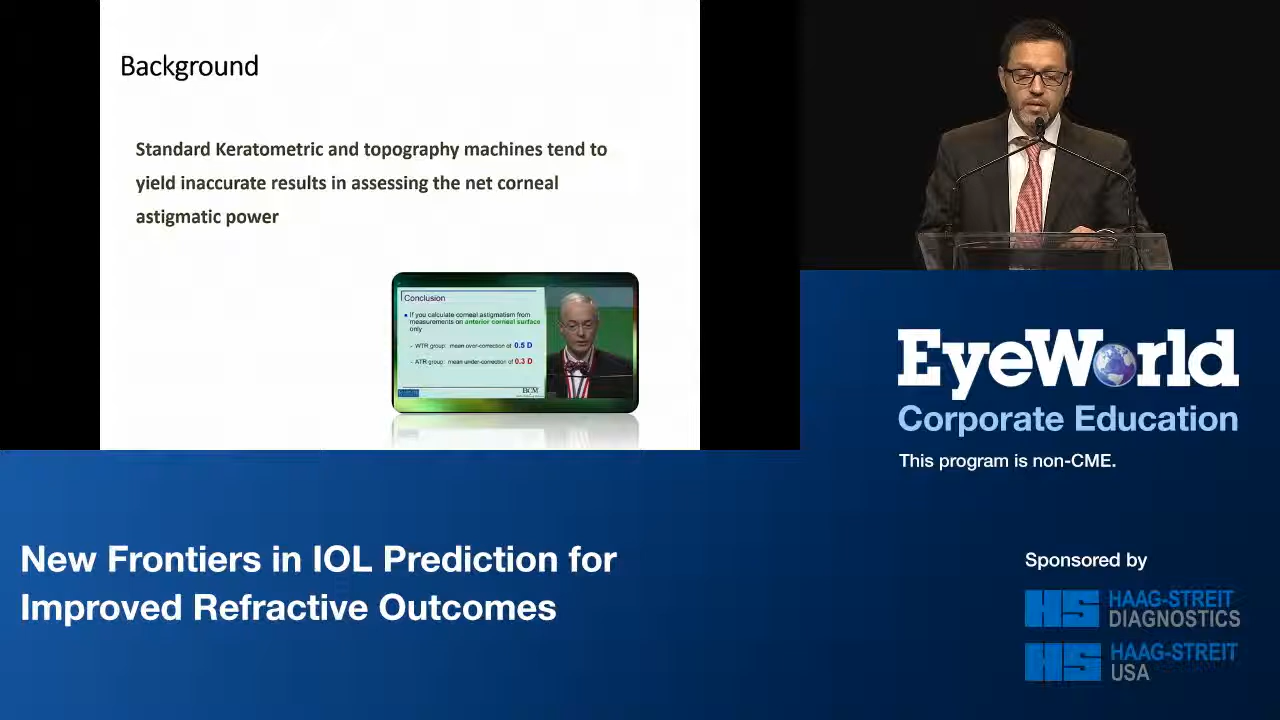 Background
Standard Keratometric and topography machines tend to
yield inaccurate results in assessing the net corneal
astigmatic power
Conclusion
If you calculate corneal astigmatism from
measurements on anterior corneal surface
only
– WTR group: mean over-correction of 0.5 D
– ATR group: mean under-correction of 0.3 D
BCM
EyeWorld
Corporate Education
This program is non-CME.
New Frontiers in IOL Prediction for
Improved Refractive Outcomes
Sponsored by
HS HAAG-STREIT
DIAGNOSTICS
HS HAAG-STREIT
USA